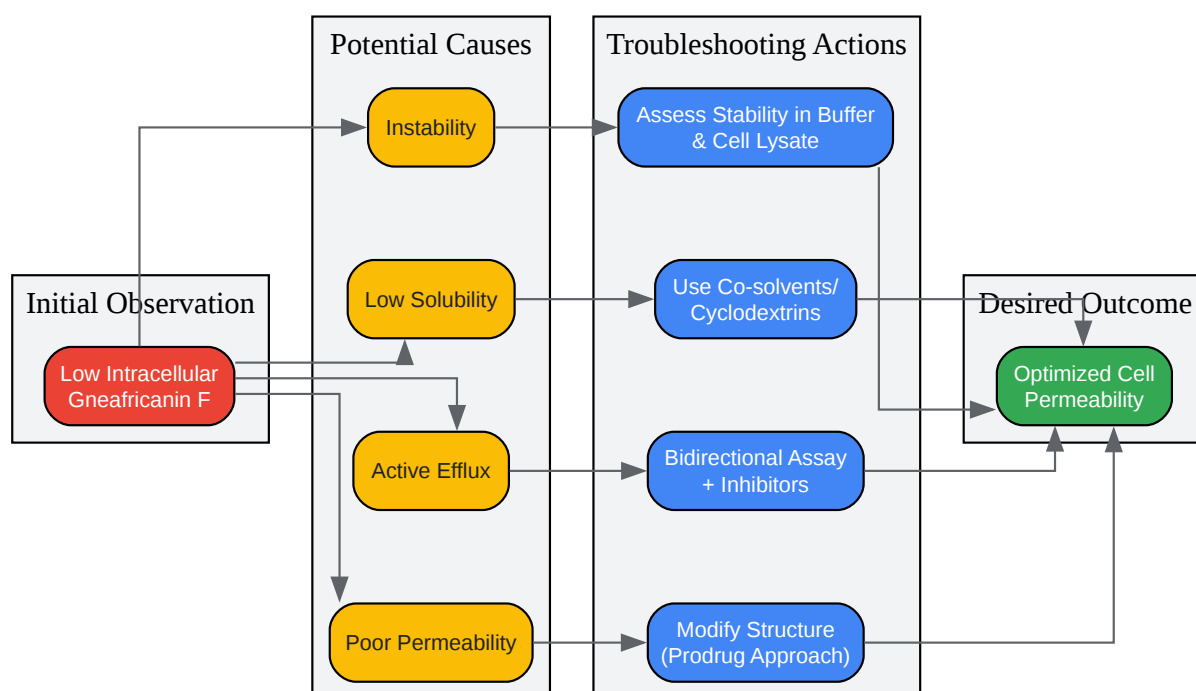 Initial Observation
Low Intracellular
Gneafricanin F
Potential Causes
Instability
Low Solubility
Active Efflux
Poor Permeability
Troubleshooting Actions
Assess Stability in Buffer
& Cell Lysate
Use Co-solvents/
Cyclodextrins
Bidirectional Assay
+ Inhibitors
Modify Structure
(Prodrug Approach)
Desired Outcome
Optimized Cell
Permeability